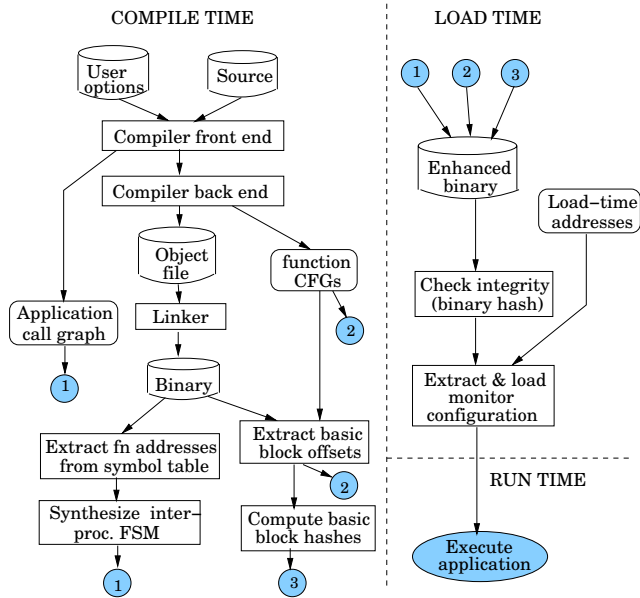 COMPILE TIME
User
options
Source
Compiler front end
Compiler back end
Object
file
function
CFGs
2
Application
call graph
1
Linker
Binary
Extract fn addresses
from symbol table
Extract basic
block offsets
2
Synthesize inter-
proc. FSM
1
Compute basic
block hashes
3
LOAD TIME
1
2
3
Enhanced
binary
Load-time
addresses
Check integrity
(binary hash)
Extract & load
monitor
configuration
RUN TIME
Execute
application